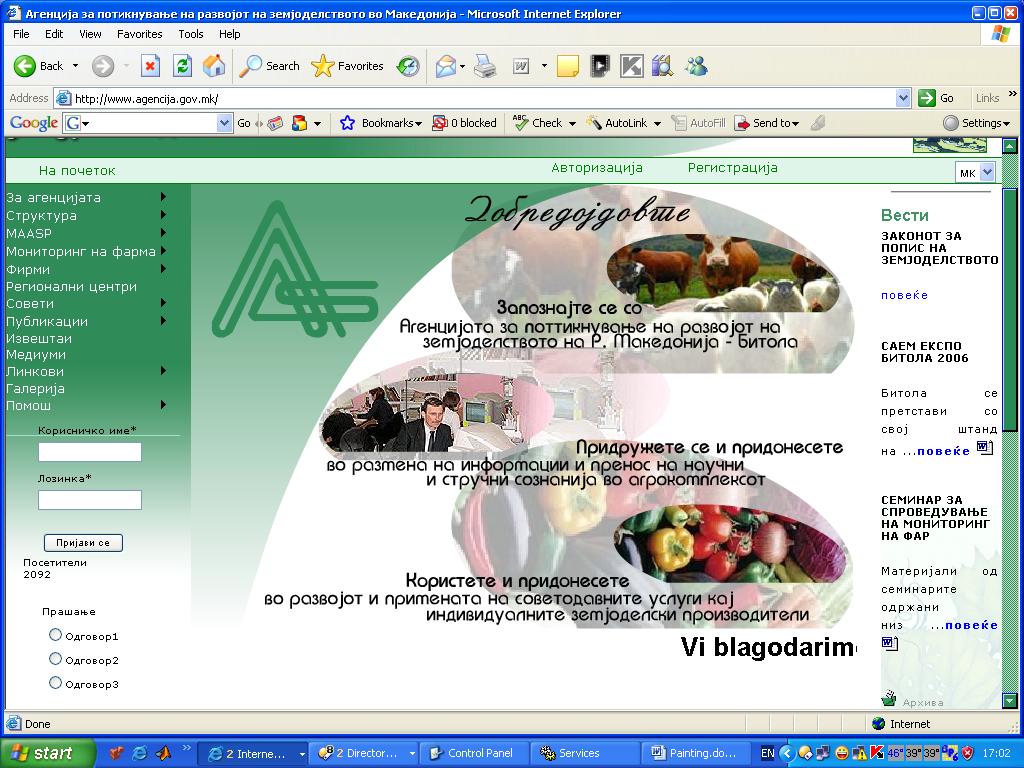 Агенција за потикнување на развојот на земјоделството во Македонија - Microsoft Internet Explorer
File Edit View Favorites Tools Help
Back Search Favorites
Address http://www.agencija.gov.mk/ Go Links »
Google G Go Bookmarks 0 blocked Check AutoLink AutoFill Send to Settings
На почеток Авторизација Регистрација МК
За агенцијата
Структура
МААЅР
Мониторинг на фарма
Фирми
Регионални центри
Совети
Публикации
Извештаи
Медиуми
Линкови
Галерија
Помош
Корисничко име*
Лозинка*
Пријави се
Посетители
2092
Прашање
Одговор1
Одговор2
Одговор3
Добредојдовте
Запознајте се со
Агенцијата за поттикнување на развојот на
земјоделството на Р. Македонија - Битола
Придружете се и придонесете
во размена на информации и пренос на научни
и стручни сознанија во агрокомплексот
Користете и придонесете
во развојот и примената на советодавните услуги кај
индивидуалните земјоделски производители
Vi blagodarim
Вести
ЗАКОНОТ ЗА
ПОПИС НА
ЗЕМЈОДЕЛСТВОТО
повеќе
САЕМ ЕКСПО
БИТОЛА 2006
Битола се
претстави со
свој штанд
на ...повеќе
СЕМИНАР ЗА
СПРОВЕДУВАЊЕ
НА МОНИТОРИНГ
НА ФАР
Материјали од
семинарите
одржани
низ ...повеќе
Архива
Done Internet
start » 2 Interne... 2 Director... Control Panel Services Painting.do... EN 46° 39° 39° 17:02